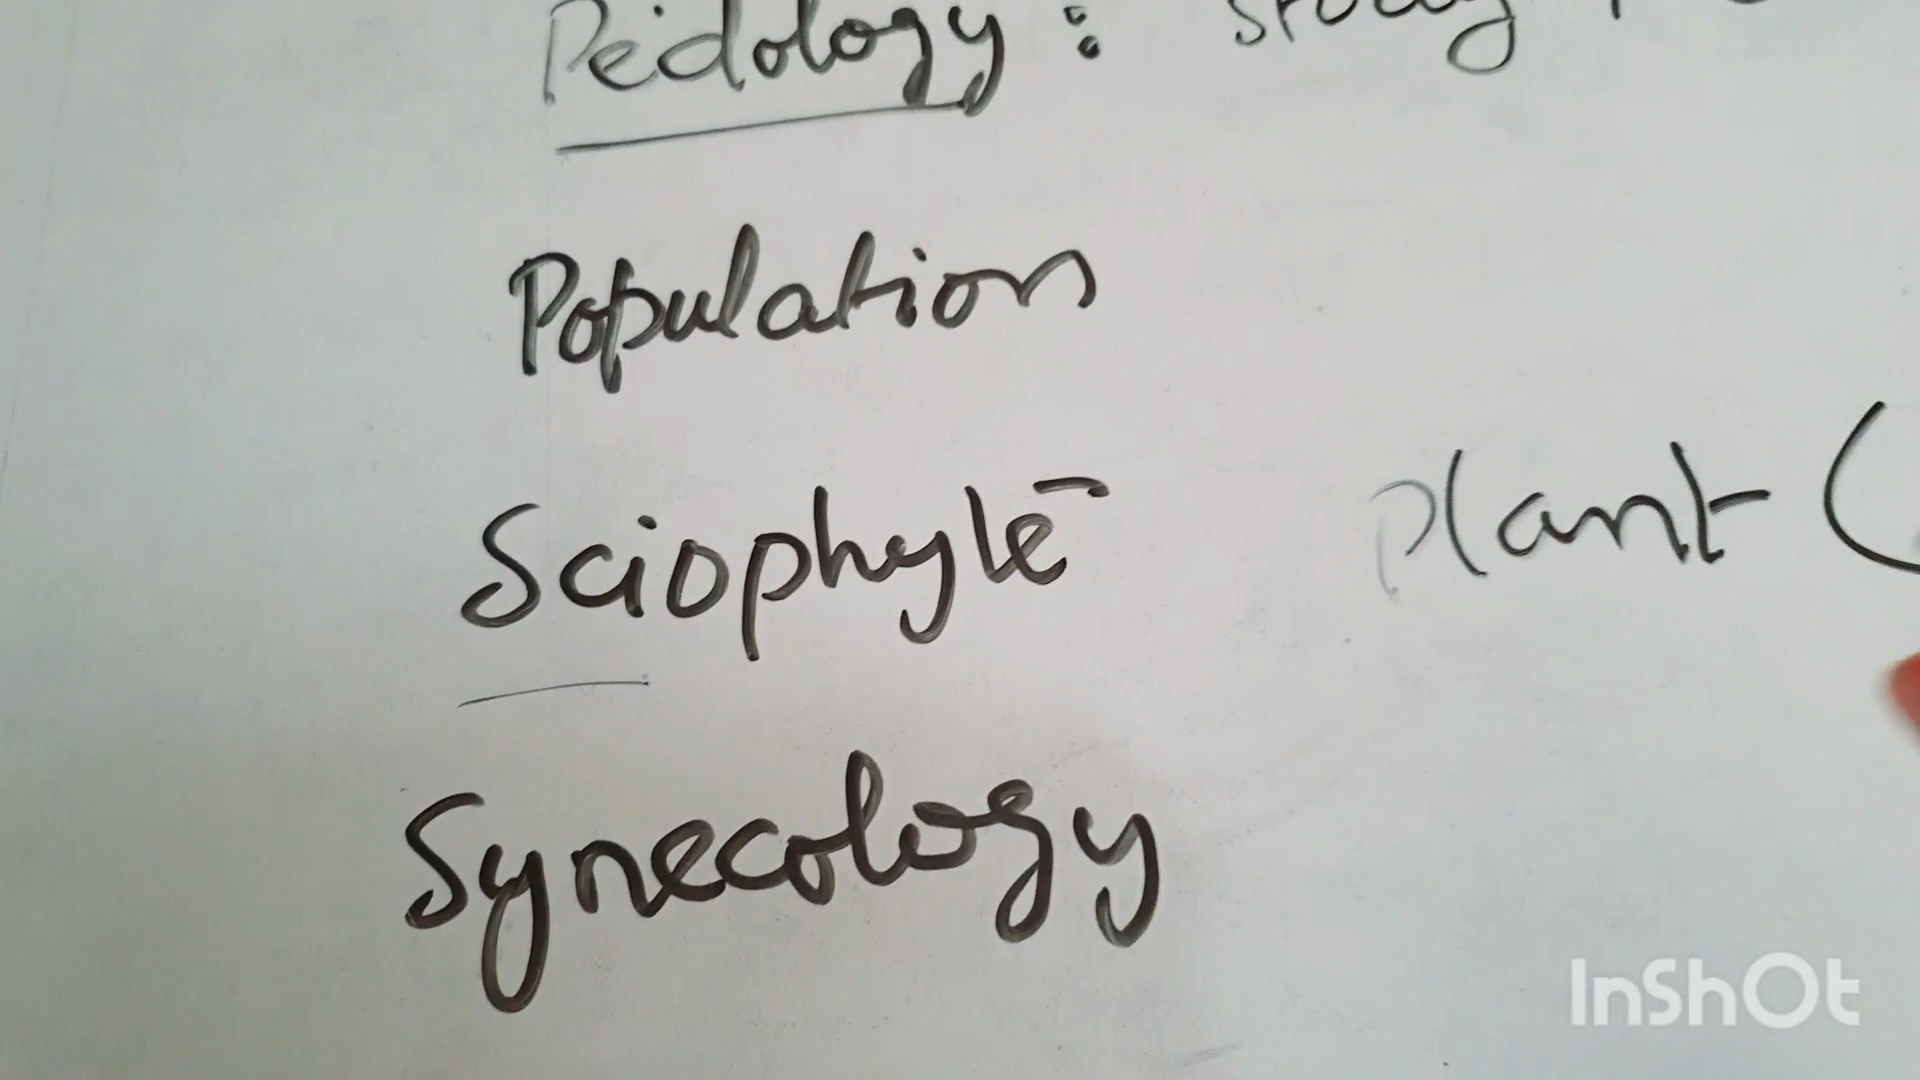 Pedology: study
Population
Sciophyte plant (
Synecology
InShOt